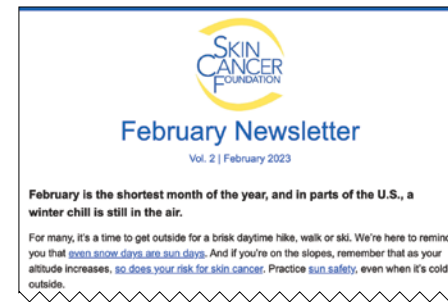 SKIN
CANCER
FOUNDATION
February Newsletter
Vol. 2 | February 2023
February is the shortest month of the year, and in parts of the U.S., a
winter chill is still in the air.
For many, it's a time to get outside for a brisk daytime hike, walk or ski. We're here to remind
you that even snow days are sun days. And if you're on the slopes, remember that as your
altitude increases, so does your risk for skin cancer. Practice sun safety, even when it's cold
outside.